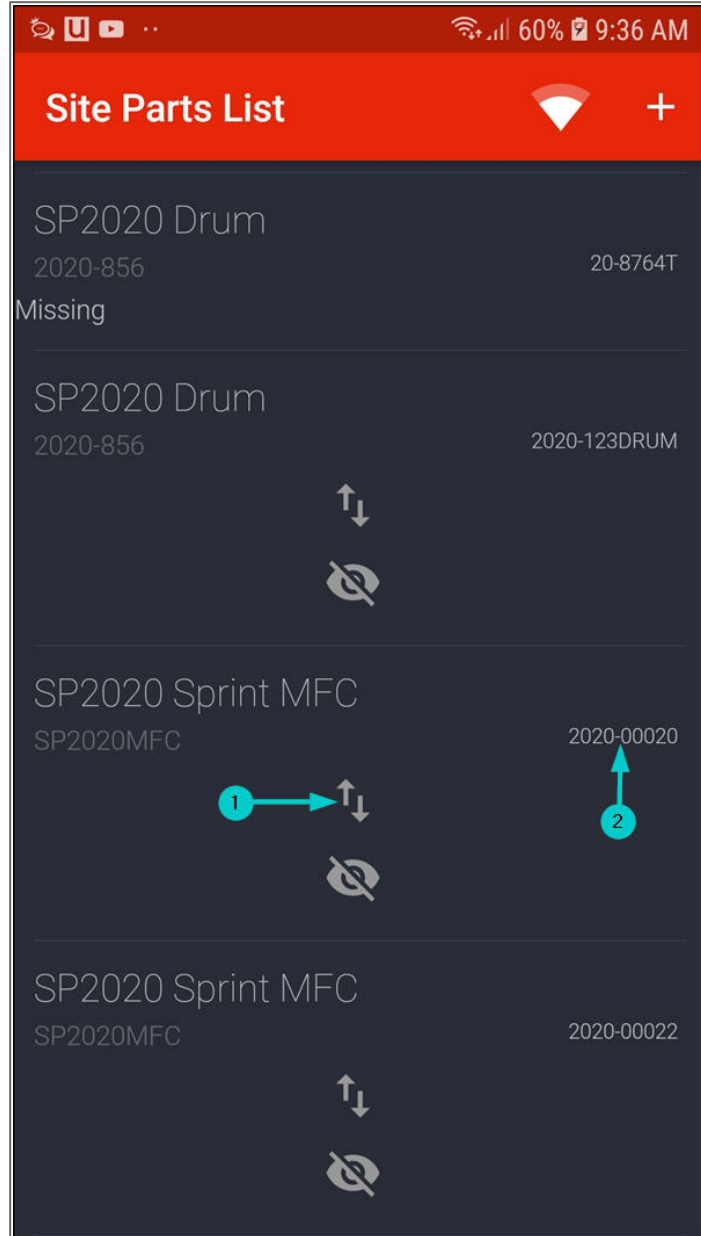 60% 9:36 AM
Site Parts List +
SP2020 Drum
2020-856 20-8764T
Missing
SP2020 Drum
2020-856 2020-123DRUM
SP2020 Sprint MFC
SP2020MFC 2020-00020
1
2
SP2020 Sprint MFC
SP2020MFC 2020-00022